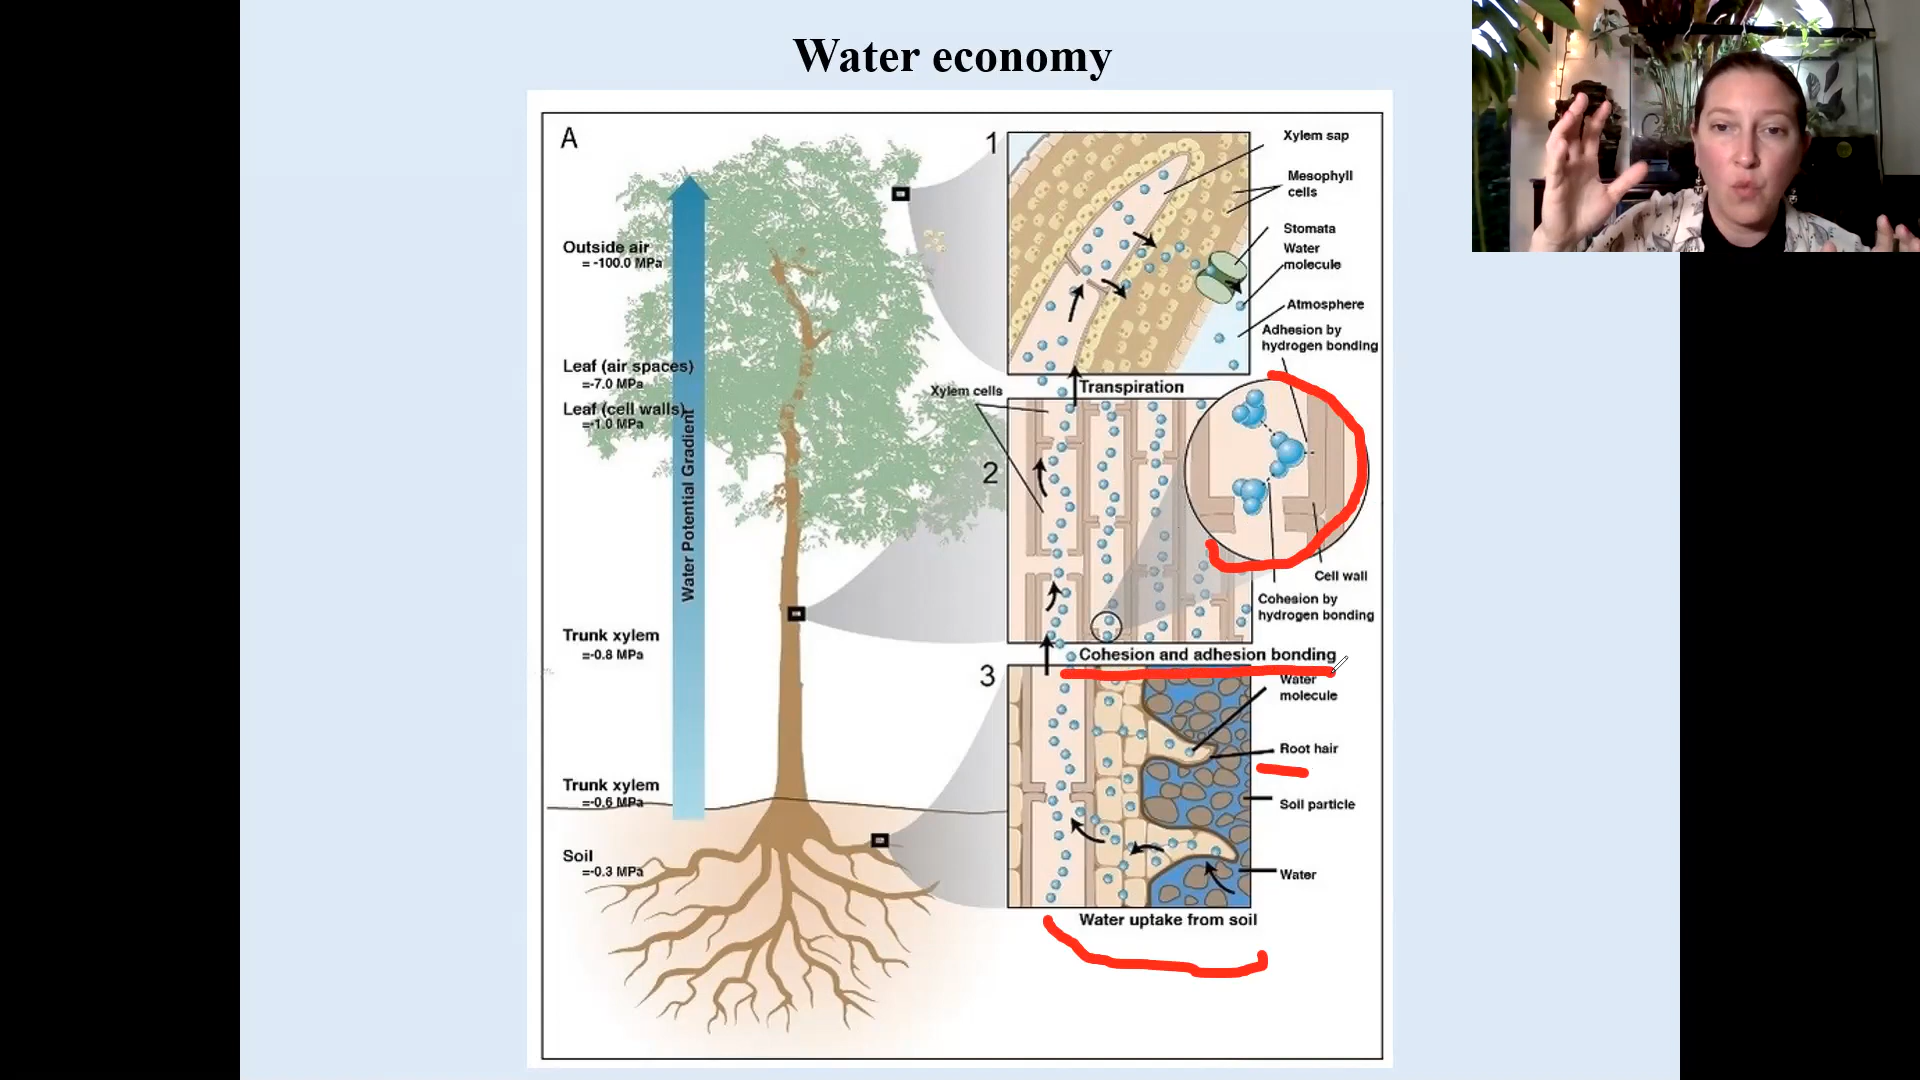 Water economy
A
1
Xylem sap
Mesophyll
cells
Stomata
Water
molecule
Atmosphere
Adhesion by
hydrogen bonding
Outside air
= -100.0 MPa
Leaf (air spaces)
=-7.0 MPa
Leaf (cell walls)
=-1.0 MPa
Water Potential Gradient
Transpiration
Xylem cells
2
Cell wall
Cohesion by
hydrogen bonding
Trunk xylem
=-0.8 MPa
Cohesion and adhesion bonding
3
Water
molecule
Root hair
Soil particle
Water
Trunk xylem
=-0.6 MPa
Soil
=-0.3 MPa
Water uptake from soil